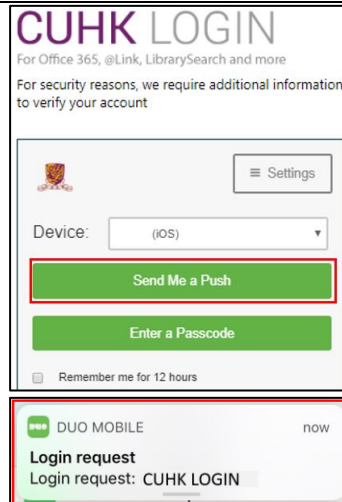 CUHK LOGIN
For Office 365, @Link, LibrarySearch and more
For security reasons, we require additional information
to verify your account
≡ Settings
Device: (iOS)
Send Me a Push
Enter a Passcode
Remember me for 12 hours
DUO MOBILE now
Login request
Login request: CUHK LOGIN